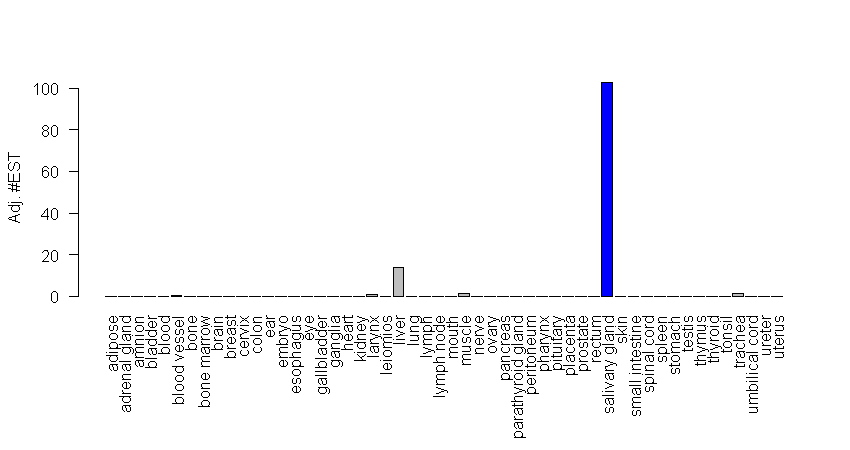 Adj. #EST
100
80
60
40
20
0
adipose
adrenal gland
amnion
bladder
blood
blood vessel
bone
bone marrow
brain
breast
cervix
colon
ear
embryo
esophagus
eye
gallbladder
ganglia
heart
kidney
larynx
leiomios
liver
lung
lymph
lymph node
mouth
muscle
nerve
ovary
pancreas
parathyroid gland
peritoneum
pharynx
pituitary
placenta
prostate
rectum
salivary gland
skin
small intestine
spinal cord
spleen
stomach
testis
thymus
thyroid
tonsil
trachea
umbilical cord
ureter
uterus